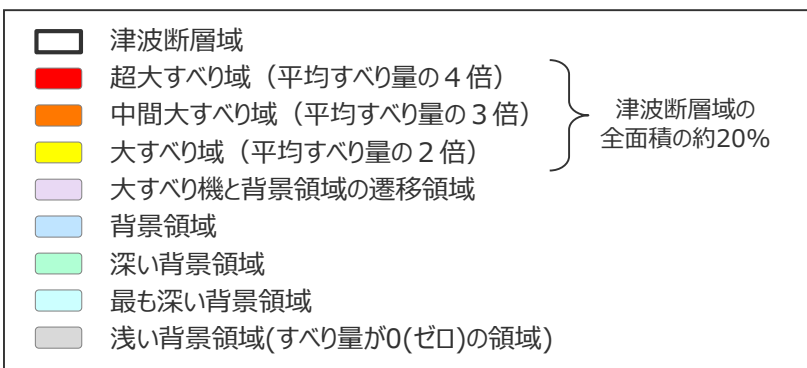 津波断層域
超大すべり域（平均すべり量の４倍）
中間大すべり域（平均すべり量の３倍）
大すべり域（平均すべり量の２倍）
津波断層域の
全面積の約20%
大すべり機と背景領域の遷移領域
背景領域
深い背景領域
最も深い背景領域
浅い背景領域(すべり量が0(ゼロ)の領域)